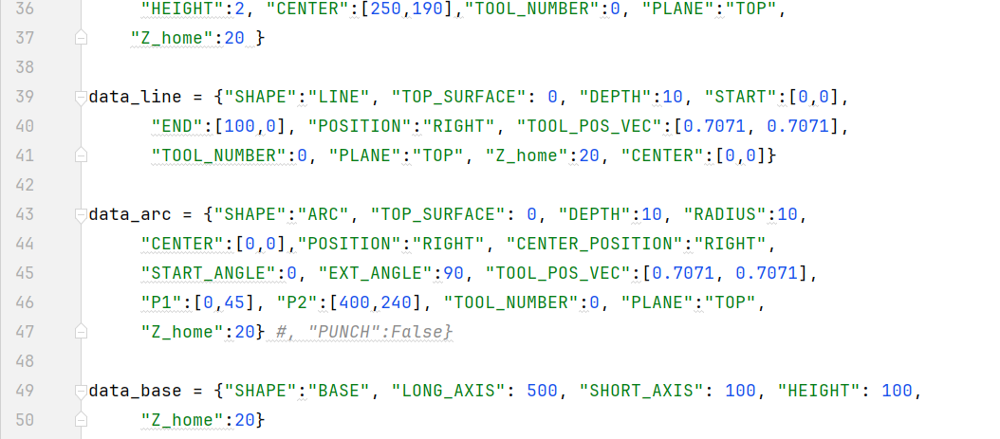 36 "HEIGHT":2, "CENTER":[250,190],"TOOL_NUMBER":0, "PLANE":"TOP",
37 "Z_home":20 }
38
39 data_line = {"SHAPE":"LINE", "TOP_SURFACE": 0, "DEPTH":10, "START":[0,0],
40 "END":[100,0], "POSITION":"RIGHT", "TOOL_POS_VEC":[0.7071, 0.7071],
41 "TOOL_NUMBER":0, "PLANE":"TOP", "Z_home":20, "CENTER":[0,0]}
42
43 data_arc = {"SHAPE":"ARC", "TOP_SURFACE": 0, "DEPTH":10, "RADIUS":10,
44 "CENTER":[0,0],"POSITION":"RIGHT", "CENTER_POSITION":"RIGHT",
45 "START_ANGLE":0, "EXT_ANGLE":90, "TOOL_POS_VEC":[0.7071, 0.7071],
46 "P1":[0,45], "P2":[400,240], "TOOL_NUMBER":0, "PLANE":"TOP",
47 "Z_home":20} #, "PUNCH":False}
48
49 data_base = {"SHAPE":"BASE", "LONG_AXIS": 500, "SHORT_AXIS": 100, "HEIGHT": 100,
50 "Z_home":20}